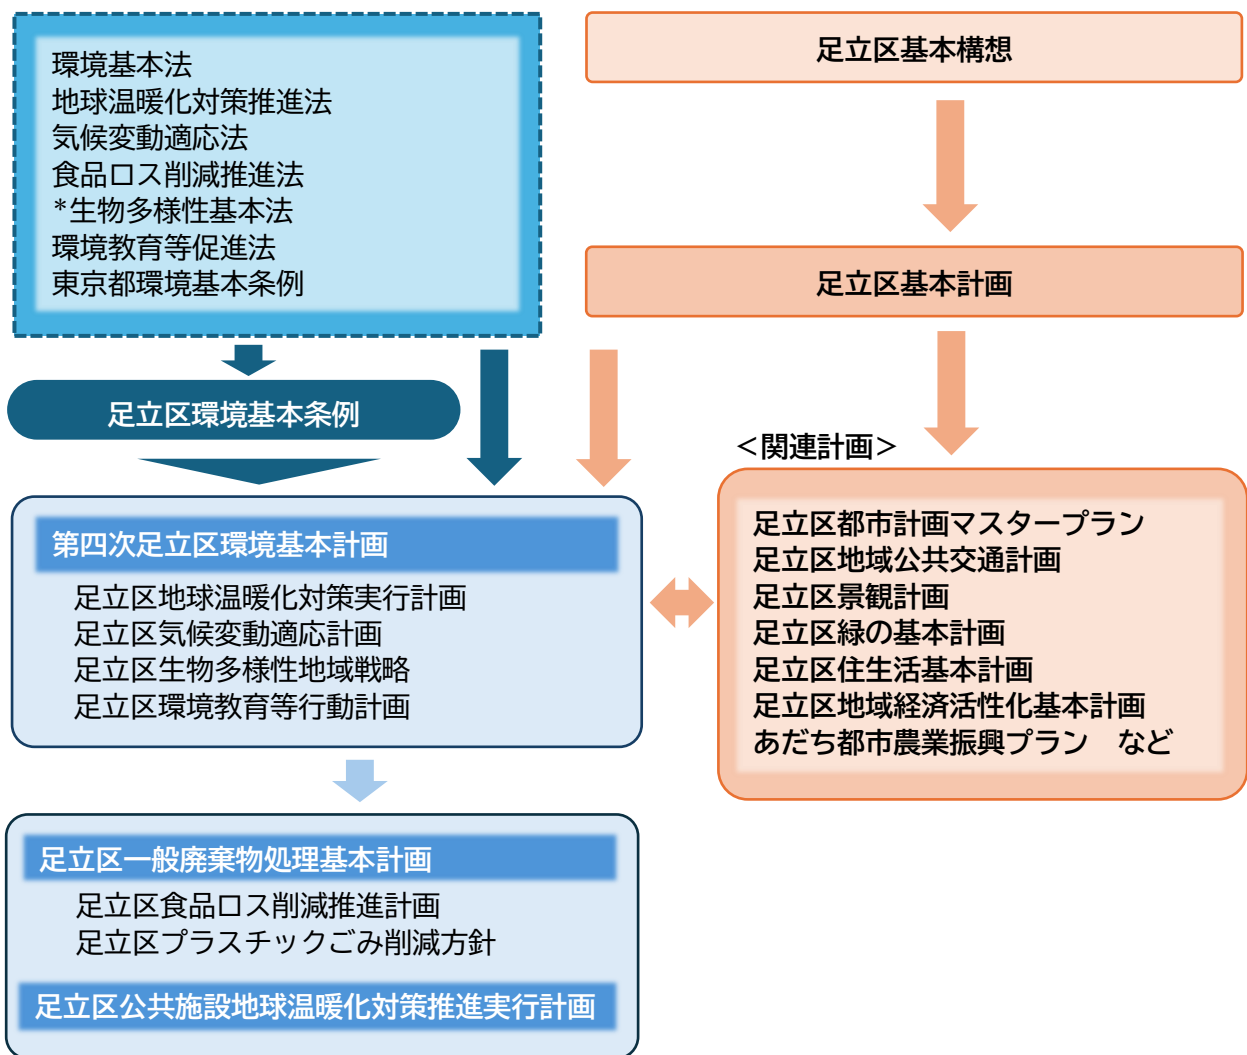 環境基本法
地球温暖化対策推進法
気候変動適応法
食品ロス削減推進法
*生物多様性基本法
環境教育等促進法
東京都環境基本条例
足立区基本構想
足立区基本計画
足立区環境基本条例
<関連計画>
第四次足立区環境基本計画
足立区地球温暖化対策実行計画
足立区気候変動適応計画
足立区生物多様性地域戦略
足立区環境教育等行動計画
足立区都市計画マスタープラン
足立区地域公共交通計画
足立区景観計画
足立区緑の基本計画
足立区住生活基本計画
足立区地域経済活性化基本計画
あだち都市農業振興プラン　など
足立区一般廃棄物処理基本計画
足立区食品ロス削減推進計画
足立区プラスチックごみ削減方針
足立区公共施設地球温暖化対策推進実行計画